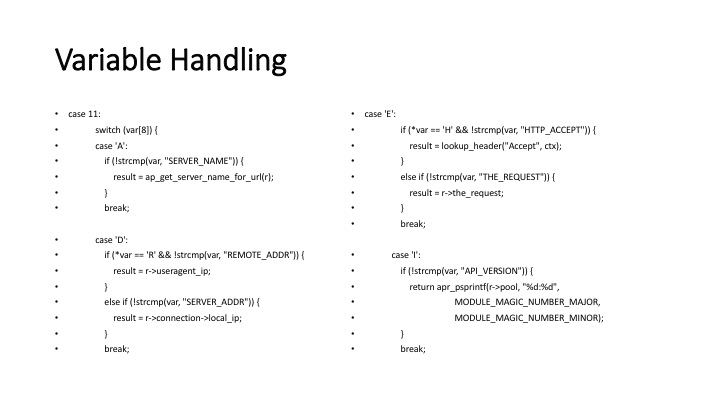 Variable Handling
• case 11:
• switch (var[8]) {
• case 'A':
• if (!strcmp(var, "SERVER_NAME")) {
• result = ap_get_server_name_for_url(r);
• }
• break;
• case 'D':
• if (*var == 'R' && !strcmp(var, "REMOTE_ADDR")) {
• result = r->useragent_ip;
• }
• else if (!strcmp(var, "SERVER_ADDR")) {
• result = r->connection->local_ip;
• }
• break;
• case 'E':
• if (*var == 'H' && !strcmp(var, "HTTP_ACCEPT")) {
• result = lookup_header("Accept", ctx);
• }
• else if (!strcmp(var, "THE_REQUEST")) {
• result = r->the_request;
• }
• break;
• case 'I':
• if (!strcmp(var, "API_VERSION")) {
• return apr_psprintf(r->pool, "%d:%d",
• MODULE_MAGIC_NUMBER_MAJOR,
• MODULE_MAGIC_NUMBER_MINOR);
• }
• break;